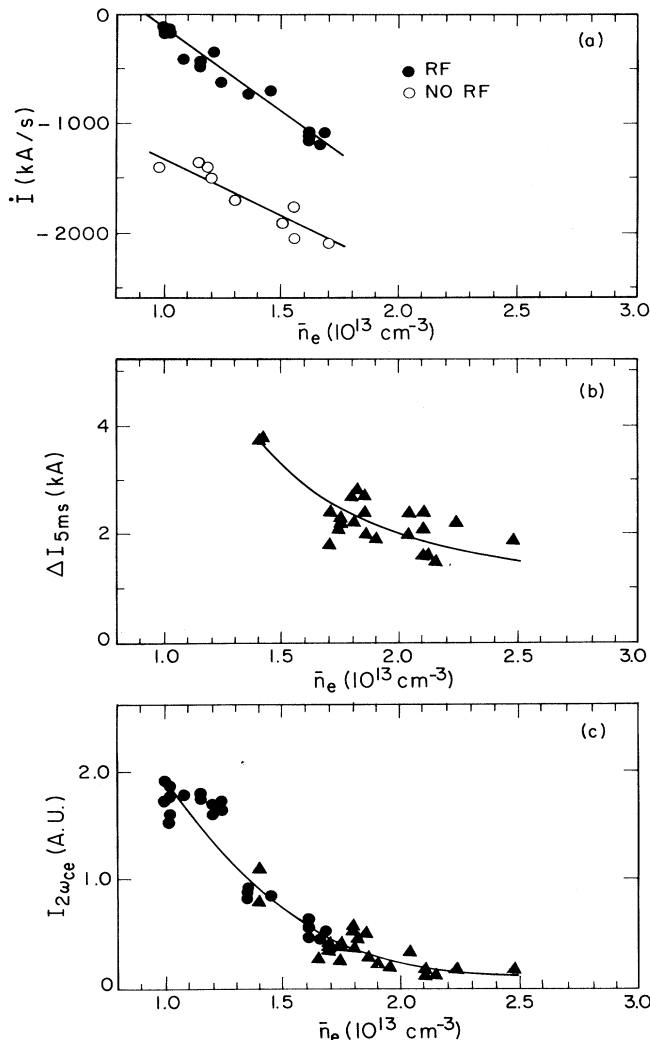 0
(a)
● RF
○ NO RF
-1000
-2000
İ (kA/s)
1.0 1.5 2.0 2.5 3.0
n̄e (10¹³ cm⁻³)
(b)
4
2
0
ΔI5ms (kA)
1.0 1.5 2.0 2.5 3.0
n̄e (10¹³ cm⁻³)
(c)
2.0
1.0
0
I2ωce (A.U.)
1.0 1.5 2.0 2.5 3.0
n̄e (10¹³ cm⁻³)